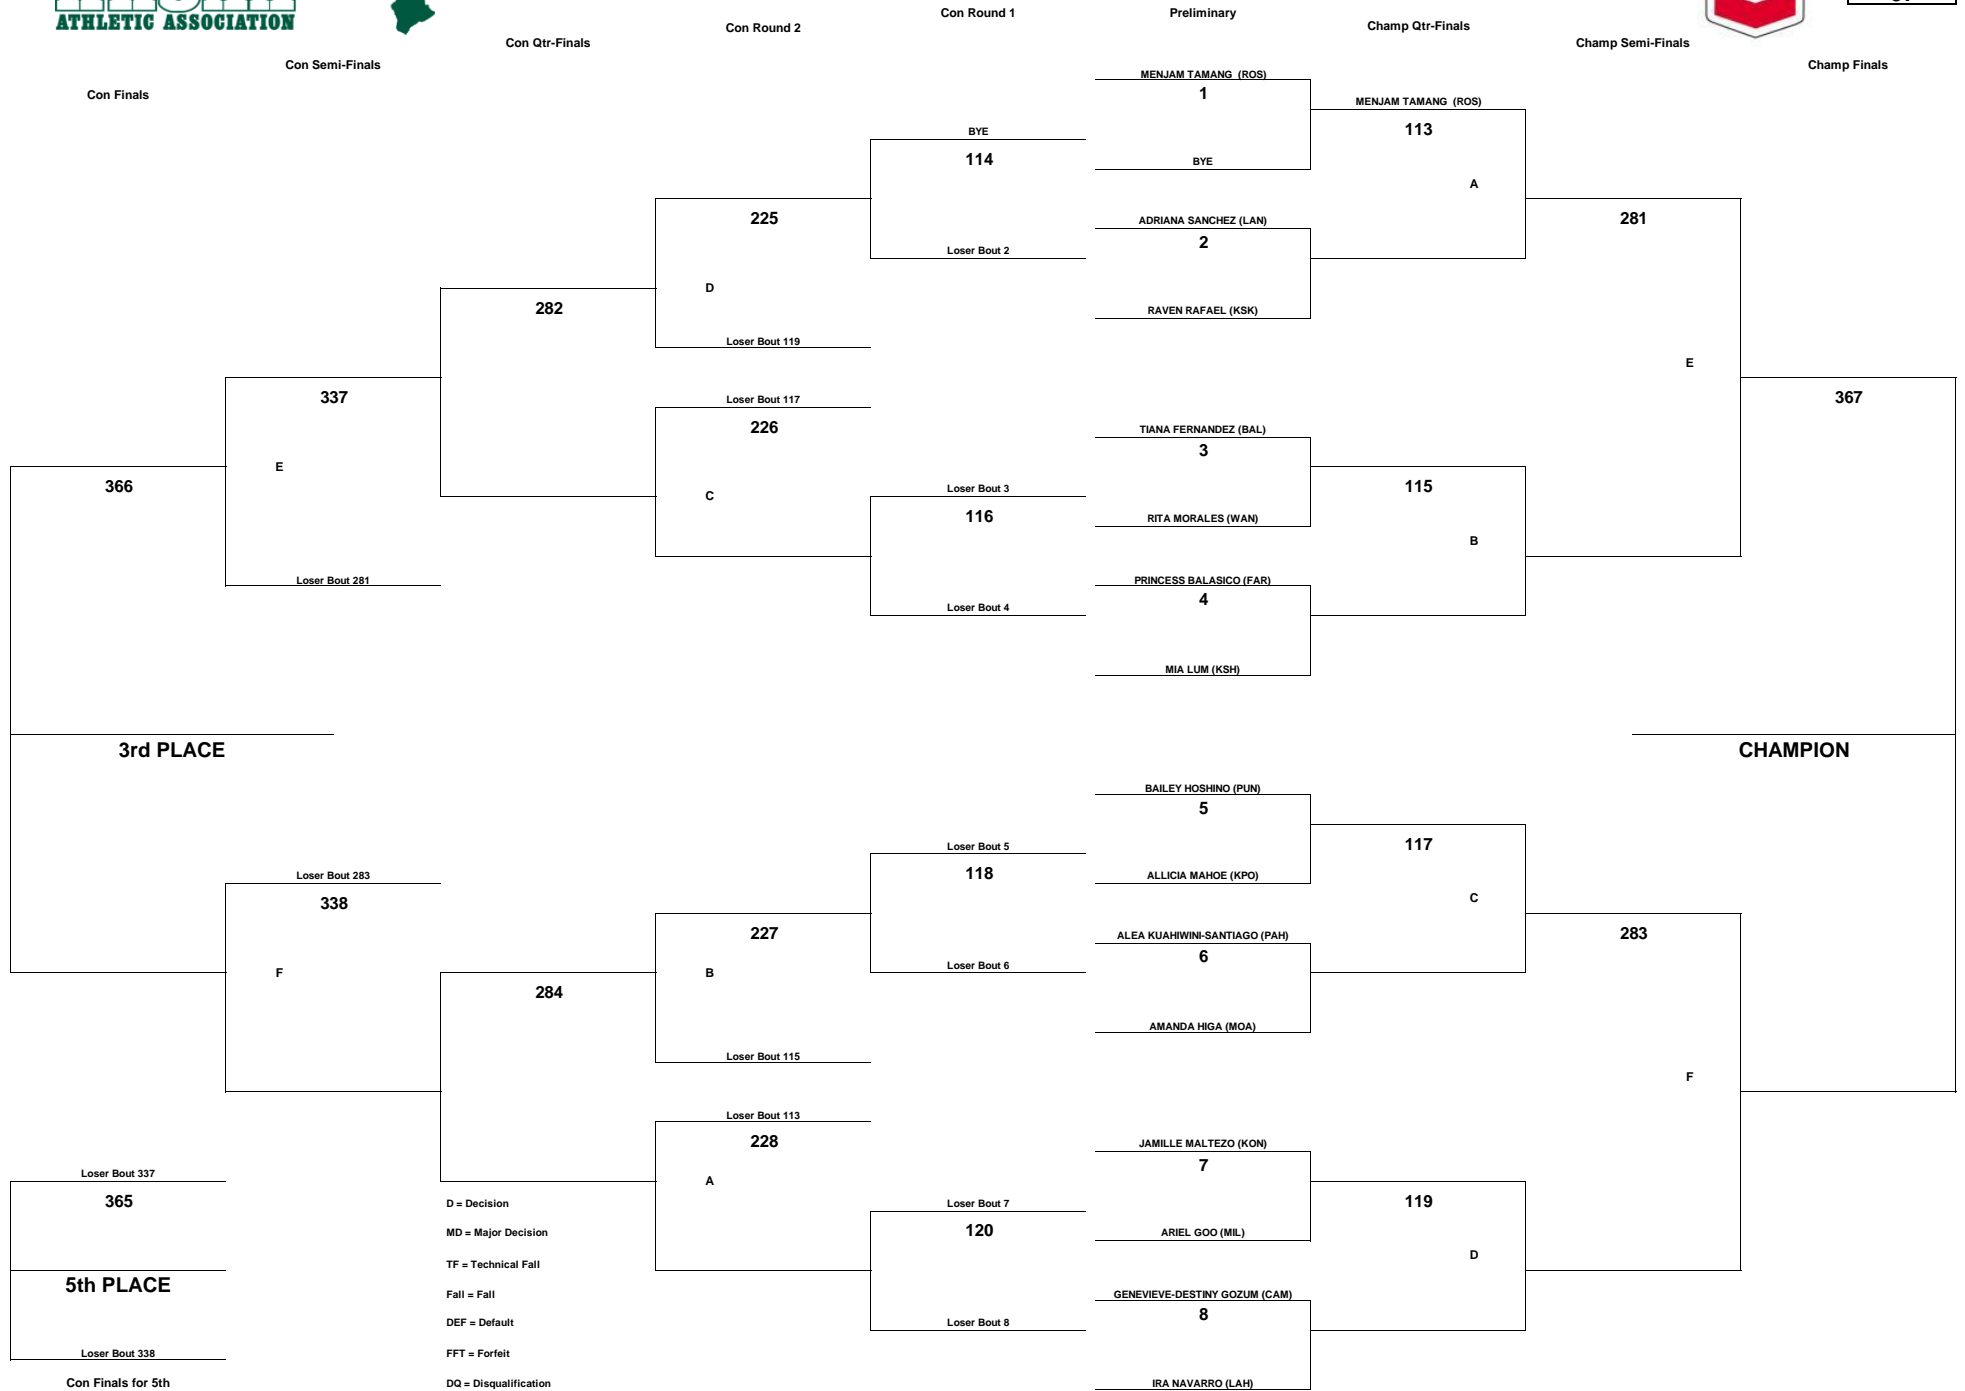 ATHLETIC ASSOCIATION
Con Finals
Con Semi-Finals
Con Qtr-Finals
Con Round 2
Con Round 1
Preliminary
Champ Qtr-Finals
Champ Semi-Finals
Champ Finals
MENJAM TAMANG (ROS)
1
MENJAM TAMANG (ROS)
BYE
113
114
BYE
A
225
ADRIANA SANCHEZ (LAN)
281
2
Loser Bout 2
D
282
RAVEN RAFAEL (KSK)
Loser Bout 119
E
337
Loser Bout 117
367
226
TIANA FERNANDEZ (BAL)
3
E
366
C
Loser Bout 3
115
116
RITA MORALES (WAN)
B
Loser Bout 281
PRINCESS BALASICO (FAR)
4
Loser Bout 4
MIA LUM (KSH)
3rd PLACE
CHAMPION
BAILEY HOSHINO (PUN)
5
Loser Bout 5
117
Loser Bout 283
118
ALLICIA MAHOE (KPO)
338
C
227
ALEA KUAHIWINI-SANTIAGO (PAH)
283
6
F
B
Loser Bout 6
284
AMANDA HIGA (MOA)
Loser Bout 115
F
Loser Bout 113
228
JAMILLE MALTEZO (KON)
7
Loser Bout 337
A
365
D = Decision
Loser Bout 7
119
MD = Major Decision
120
ARIEL GOO (MIL)
D
TF = Technical Fall
5th PLACE
Fall = Fall
GENEVIEVE-DESTINY GOZUM (CAM)
8
DEF = Default
Loser Bout 8
Loser Bout 338
FFT = Forfeit
Con Finals for 5th
DQ = Disqualification
IRA NAVARRO (LAH)